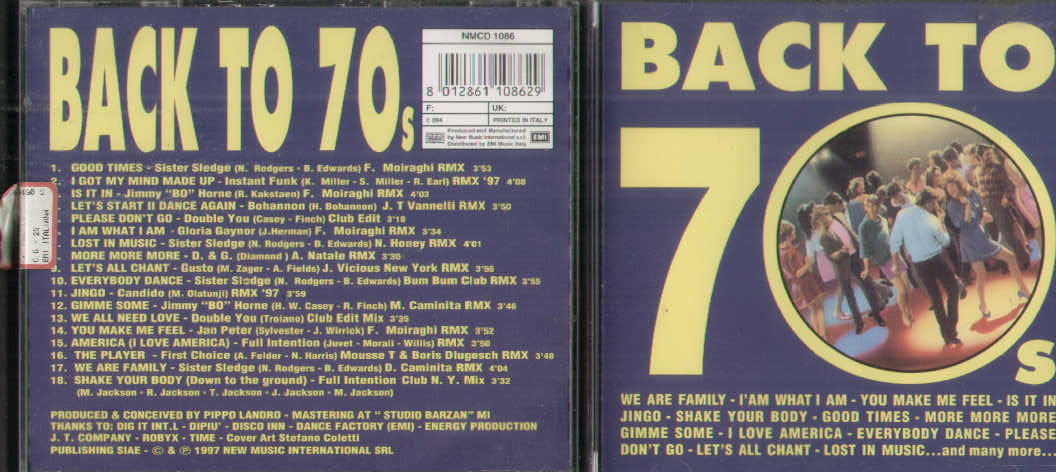 BACK TO 70s
NMCD 1086
8 012861 108629
F:
UK:
I: 094
PRINTED IN ITALY
Produced and Manufactured
by New Music International s.r.l.
Distributed by EMI Music Italy
EMI
1. GOOD TIMES - Sister Sledge (N. Rodgers - B. Edwards) F. Moiraghi RMX 3'53
2. I GOT MY MIND MADE UP - Instant Funk (K. Miller - S. Miller - R. Earl) RMX '97 4'08
IS IT IN - Jimmy "BO" Horne (R. Kakstaen) F. Moiraghi RMX 4'03
LET'S START II DANCE AGAIN - Bohannon (H. Bohannon) J. T Vannelli RMX 3'50
PLEASE DON'T GO - Double You (Casey - Finch) Club Edit 3'18
I AM WHAT I AM - Gloria Gaynor (J.Herman) F. Moiraghi RMX 3'34
LOST IN MUSIC - Sister Sledge (N. Rodgers - B. Edwards) N. Honey RMX 4'01
MORE MORE MORE - D. & G. (Diamond ) A. Natale RMX 3'30
9. LET'S ALL CHANT - Gusto (M. Zager - A. Fields) J. Vicious New York RMX 3'55
10. EVERYBODY DANCE - Sister Sledge (N. Rodgers - B. Edwards) Bum Bum Club RMX 3'55
11. JINGO - Candido (M. Olatunji) RMX '97 3'59
12. GIMME SOME - Jimmy "BO" Horne (H. W. Casey - R. Finch) M. Caminita RMX 3'46
13. WE ALL NEED LOVE - Double You (Troiano) Club Edit Mix 3'35
14. YOU MAKE ME FEEL - Jan Peter (Sylvester - J. Wirrick) F. Moiraghi RMX 3'52
15. AMERICA (I LOVE AMERICA) - Full Intention (Juvet - Morali - Willis) RMX 3'50
16. THE PLAYER - First Choice (A. Felder - N. Harris) Mousse T & Boris Dlugosch RMX 3'48
17. WE ARE FAMILY - Sister Sledge (N. Rodgers - B. Edwards) D. Caminita RMX 4'04
18. SHAKE YOUR BODY (Down to the ground) - Full Intention Club N. Y. Mix 3'32
(M. Jackson - R. Jackson - T. Jackson - J. Jackson - M. Jackson)
PRODUCED & CONCEIVED BY PIPPO LANDRO - MASTERING AT " STUDIO BARZAN" MI
THANKS TO: DIG IT INT.L - DIPIU' - DISCO INN - DANCE FACTORY (EMI) - ENERGY PRODUCTION
J. T. COMPANY - ROBYX - TIME - Cover Art Stefano Coletti
PUBLISHING SIAE - © & ℗ 1997 NEW MUSIC INTERNATIONAL SRL
BACK TO
70s
WE ARE FAMILY - I'AM WHAT I AM - YOU MAKE ME FEEL - IS IT IN
JINGO - SHAKE YOUR BODY - GOOD TIMES - MORE MORE MORE
GIMME SOME - I LOVE AMERICA - EVERYBODY DANCE - PLEASE
DON'T GO - LET'S ALL CHANT - LOST IN MUSIC...and many more...